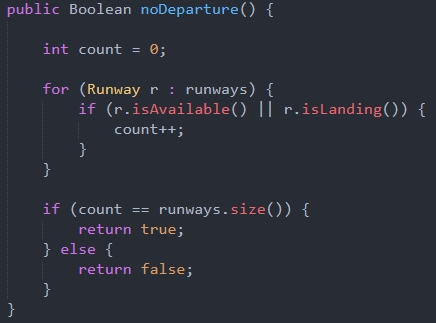 public Boolean noDeparture() {
int count = 0;
for (Runway r : runways) {
if (r.isAvailable() || r.isLanding()) {
count++;
}
}
if (count == runways.size()) {
return true;
} else {
return false;
}
}